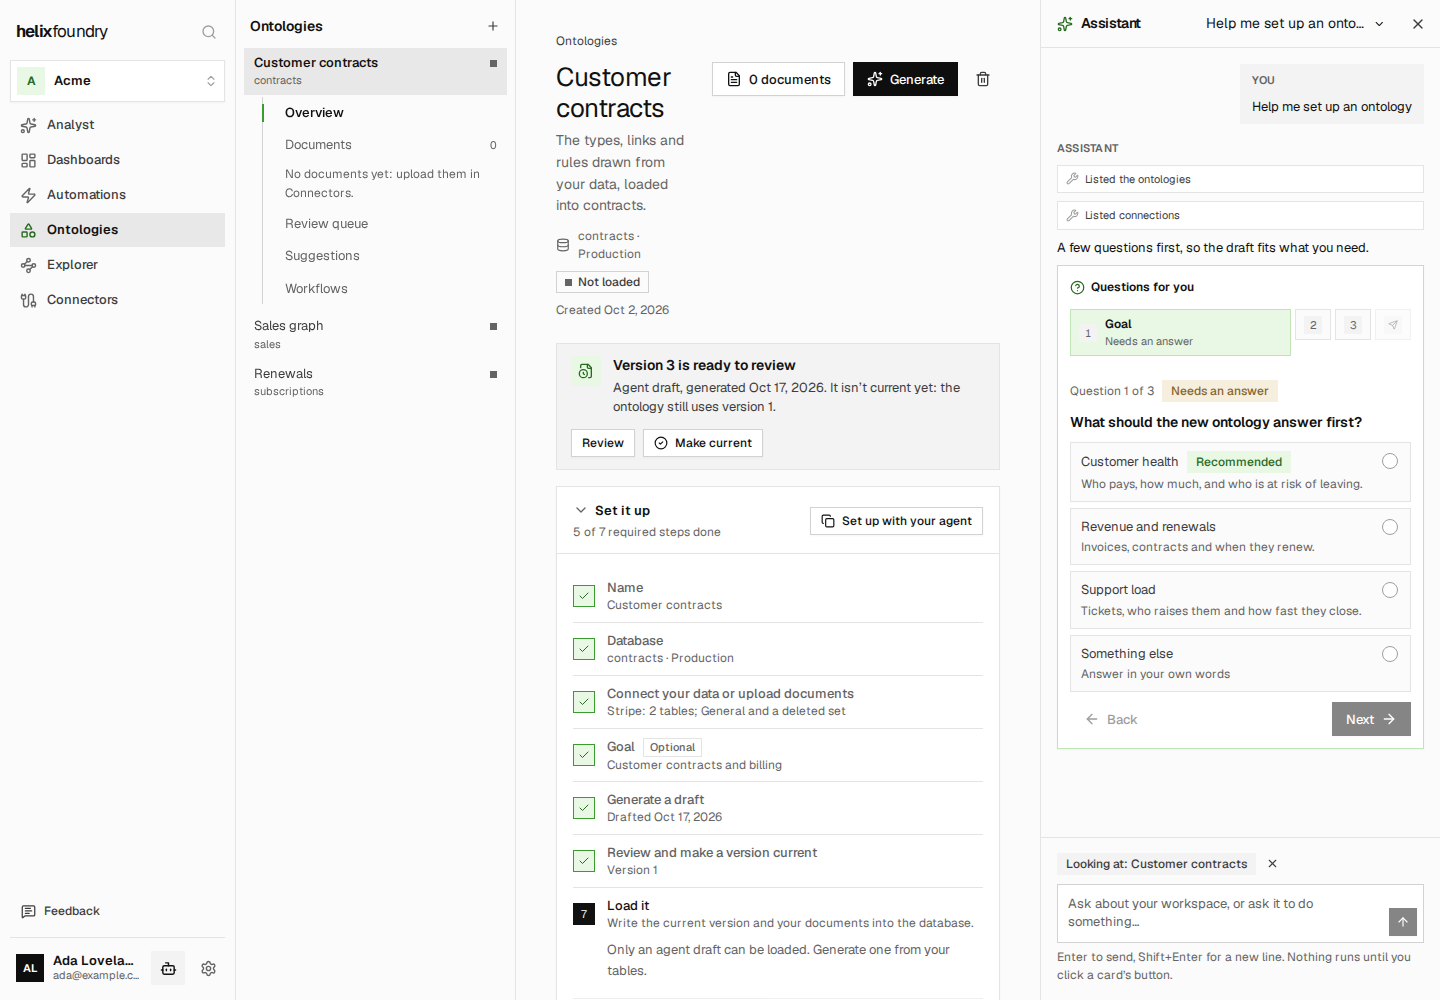 helixfoundry
A
Acme
Analyst
Dashboards
Automations
Ontologies
Explorer
Connectors
Feedback
AL
Ada Lovela...
ada@example.c...
Ontologies
Customer contracts
contracts
Overview
Documents
0
No documents yet: upload them in
Connectors.
Review queue
Suggestions
Workflows
Sales graph
sales
Renewals
subscriptions
Ontologies
Customer
contracts
0 documents
Generate
The types, links and
rules drawn from
your data, loaded
into contracts.
contracts ·
Production
Not loaded
Created Oct 2, 2026
Version 3 is ready to review
Agent draft, generated Oct 17, 2026. It isn't current yet: the
ontology still uses version 1.
Review
Make current
Set it up
5 of 7 required steps done
Set up with your agent
Name
Customer contracts
Database
contracts · Production
Connect your data or upload documents
Stripe: 2 tables; General and a deleted set
Goal
Optional
Customer contracts and billing
Generate a draft
Drafted Oct 17, 2026
Review and make a version current
Version 1
7
Load it
Write the current version and your documents into the database.
Only an agent draft can be loaded. Generate one from your
tables.
Assistant
Help me set up an onto...
YOU
Help me set up an ontology
ASSISTANT
Listed the ontologies
Listed connections
A few questions first, so the draft fits what you need.
Questions for you
1
Goal
Needs an answer
2
3
Question 1 of 3
Needs an answer
What should the new ontology answer first?
Customer health
Recommended
Who pays, how much, and who is at risk of leaving.
Revenue and renewals
Invoices, contracts and when they renew.
Support load
Tickets, who raises them and how fast they close.
Something else
Answer in your own words
Back
Next
Looking at: Customer contracts
Ask about your workspace, or ask it to do
something...
Enter to send, Shift+Enter for a new line. Nothing runs until you
click a card's button.